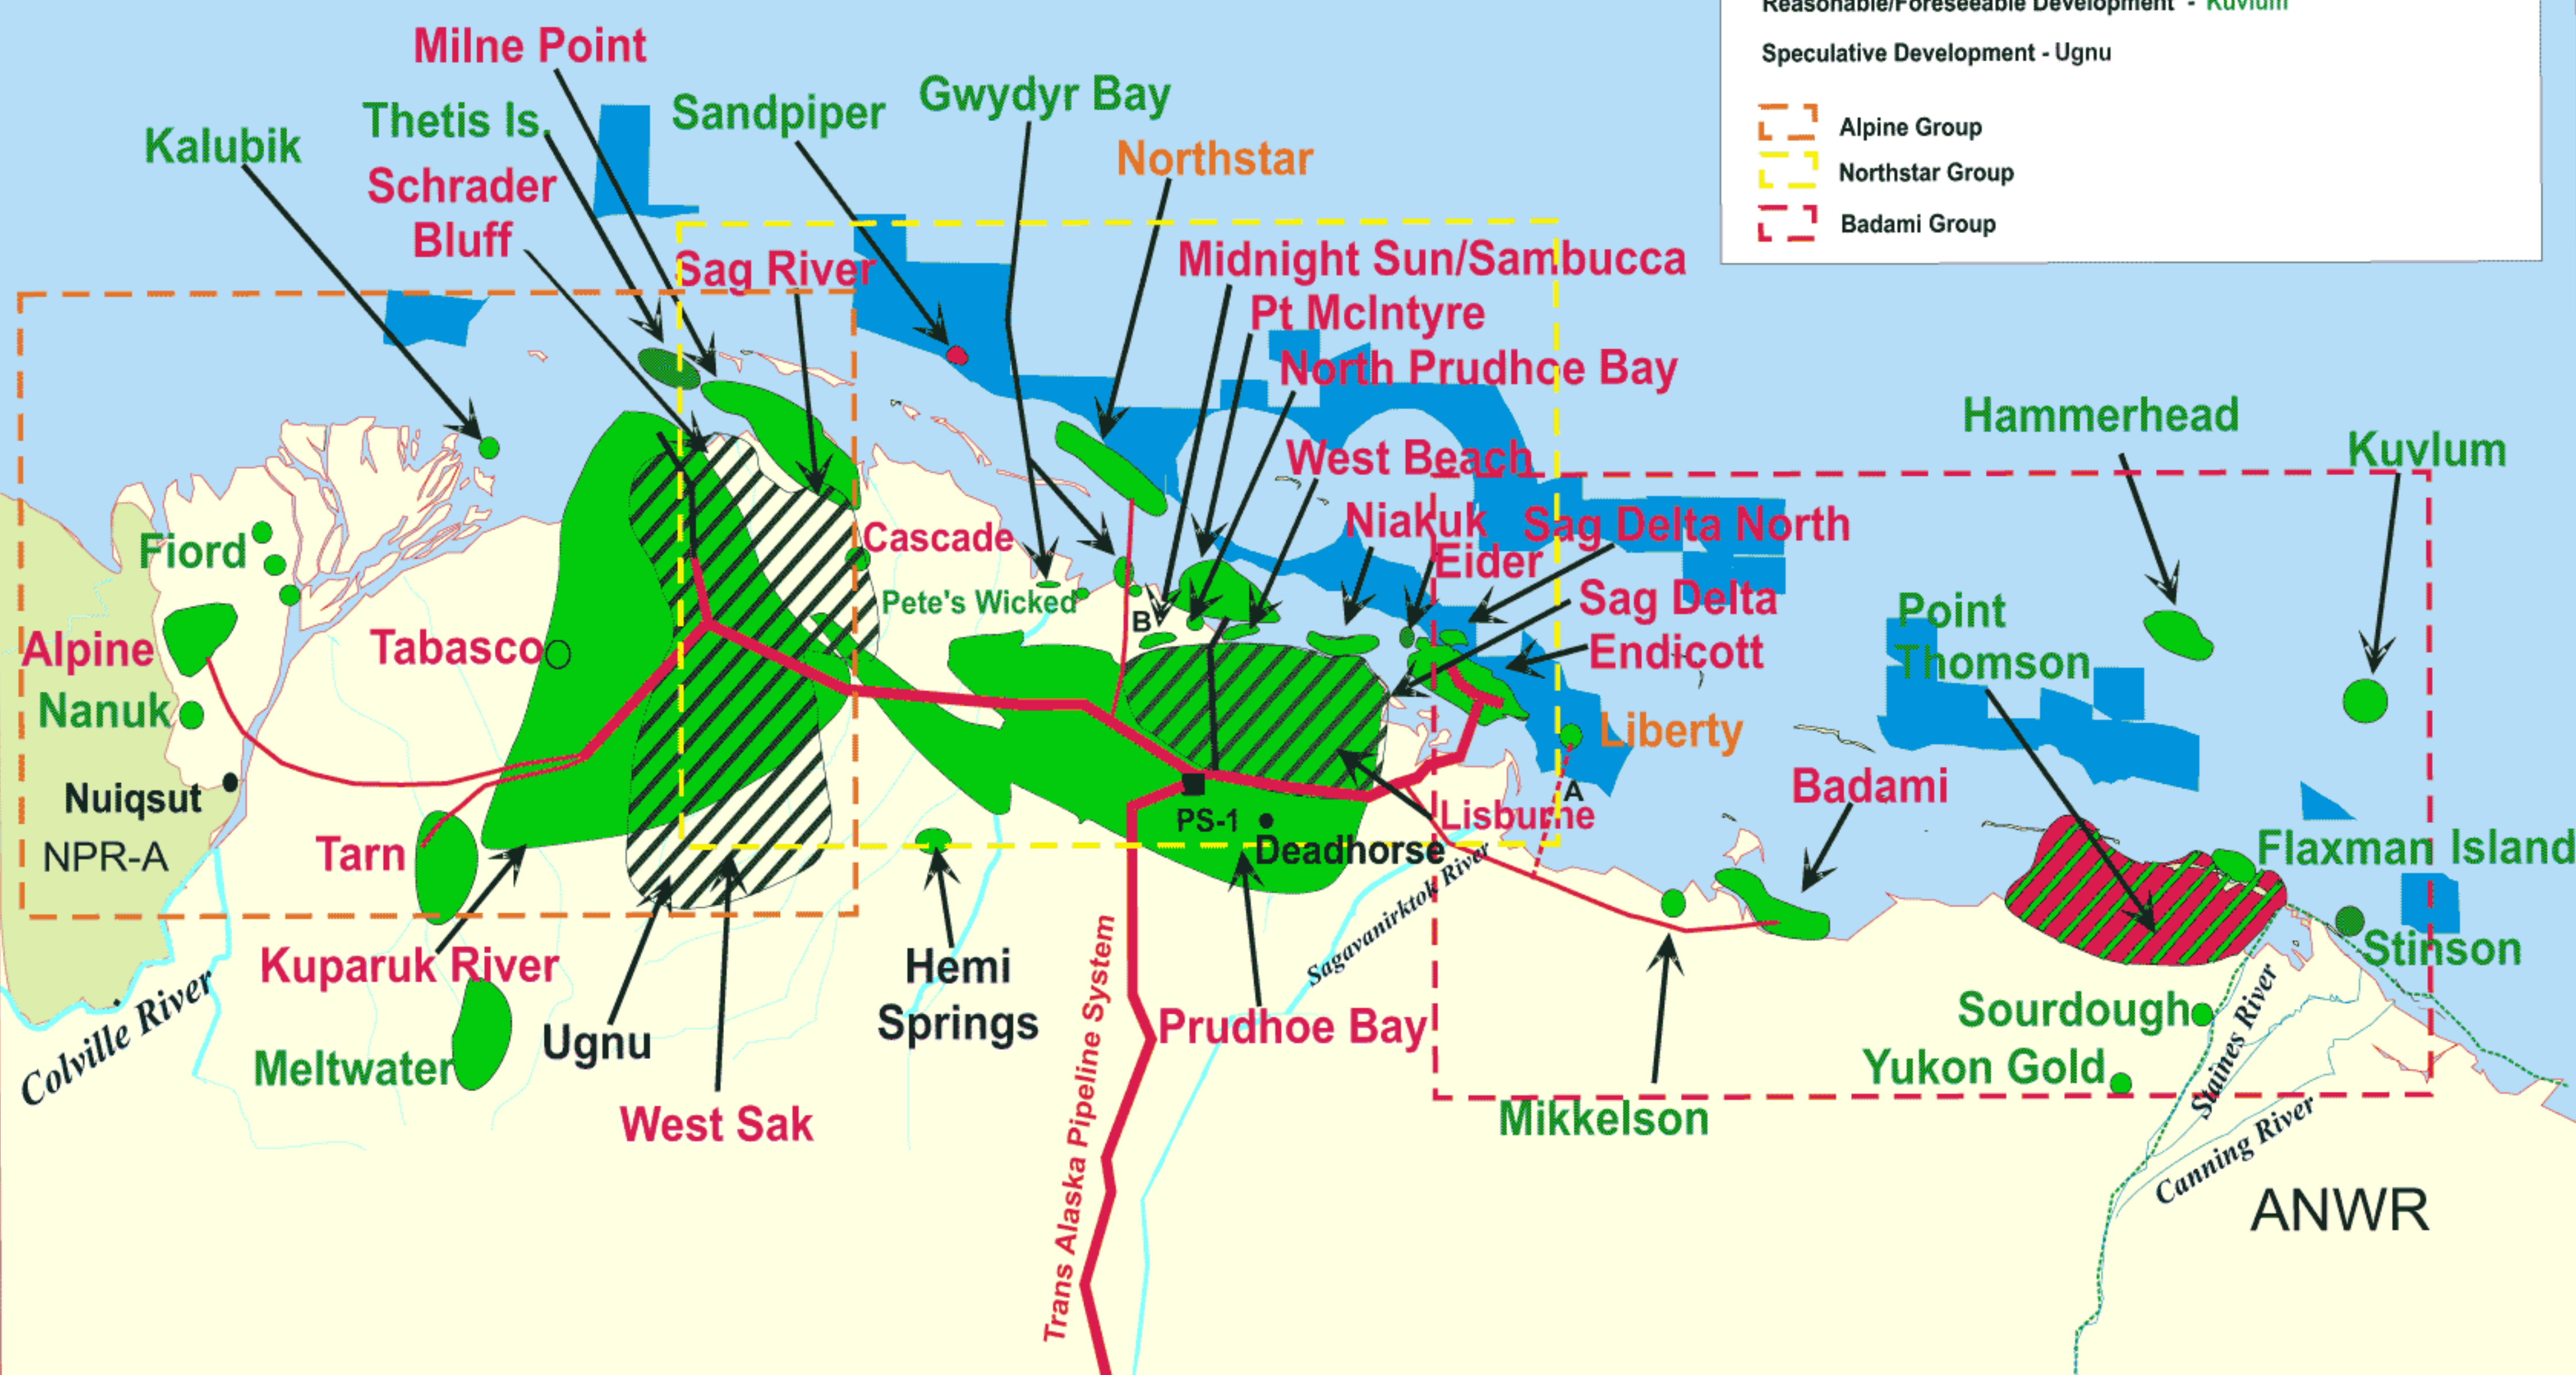 Reasonable/Foreseeable Development - Kuvlum
Speculative Development - Ugnu
Alpine Group
Northstar Group
Badami Group
Milne Point
Thetis Is.
Kalubik
Schrader
Bluff
Sandpiper
Gwydyr Bay
Northstar
Sag River
Midnight Sun/Sambucca
Pt McIntyre
North Prudhoe Bay
West Beach
Niakuk
Sag Delta North
Eider
Sag Delta
Endicott
Hammerhead
Kuvlum
Point
Thomson
Fiord
Cascade
Pete's Wicked
B
Alpine
Tabasco
Nanuk
Liberty
Nuiqsut
NPR-A
A
Badami
Tarn
PS-1
Lisburne
Deadhorse
Flaxman Island
Stinson
Kuparuk River
Hemi
Springs
Sagavanirktok River
Prudhoe Bay
Colville River
Ugnu
Meltwater
West Sak
Trans Alaska Pipeline System
Mikkelson
Sourdough
Yukon Gold
Staines River
Canning River
ANWR